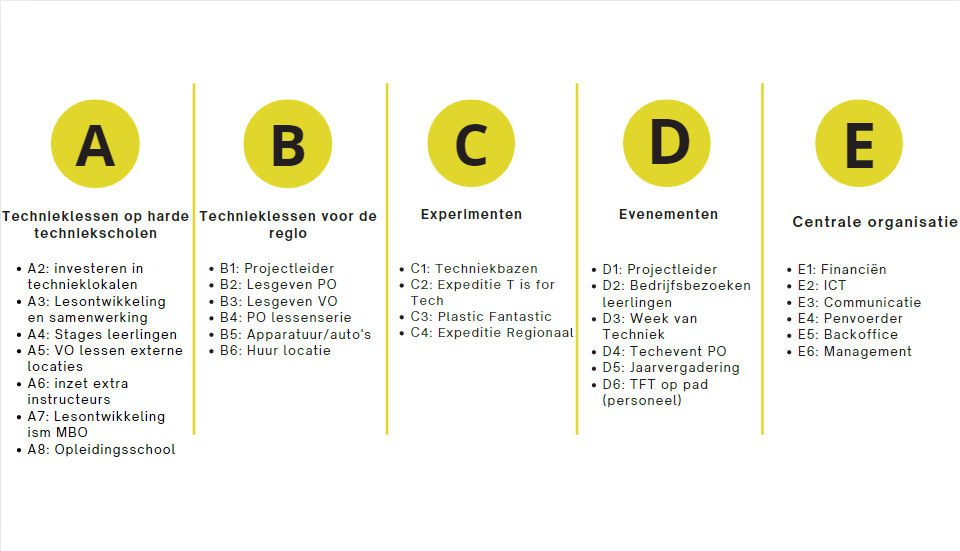 A
Technieklessen op harde
techniekscholen
• A2: investeren in
technieklokalen
• A3: Lesontwikkeling
en samenwerking
• A4: Stages leerlingen
• A5: VO lessen externe
locaties
• A6: inzet extra
instructeurs
• A7: Lesontwikkeling
ism MBO
• A8: Opleidingsschool
B
Technieklessen voor de
regio
• B1: Projectleider
• B2: Lesgeven PO
• B3: Lesgeven VO
• B4: PO lessenserie
• B5: Apparatuur/auto's
• B6: Huur locatie
C
Experimenten
• C1: Techniekbazen
• C2: Expeditie T is for
Tech
• C3: Plastic Fantastic
• C4: Expeditie Regionaal
D
Evenementen
• D1: Projectleider
• D2: Bedrijfsbezoeken
leerlingen
• D3: Week van
Techniek
• D4: Techevent PO
• D5: Jaarvergadering
• D6: TFT op pad
(personeel)
E
Centrale organisatie
• E1: Financiën
• E2: ICT
• E3: Communicatie
• E4: Penvoerder
• E5: Backoffice
• E6: Management